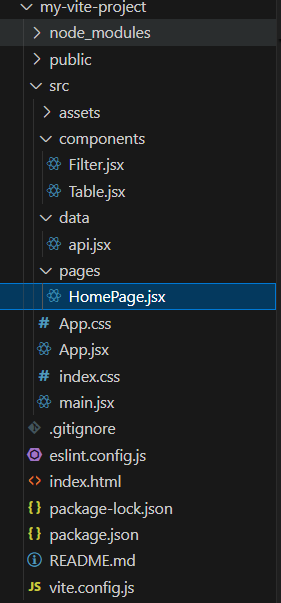 my-vite-project
node_modules
public
src
assets
components
Filter.jsx
Table.jsx
data
api.jsx
pages
HomePage.jsx
# App.css
App.jsx
# index.css
main.jsx
.gitignore
eslint.config.js
<> index.html
{} package-lock.json
{} package.json
README.md
JS vite.config.js